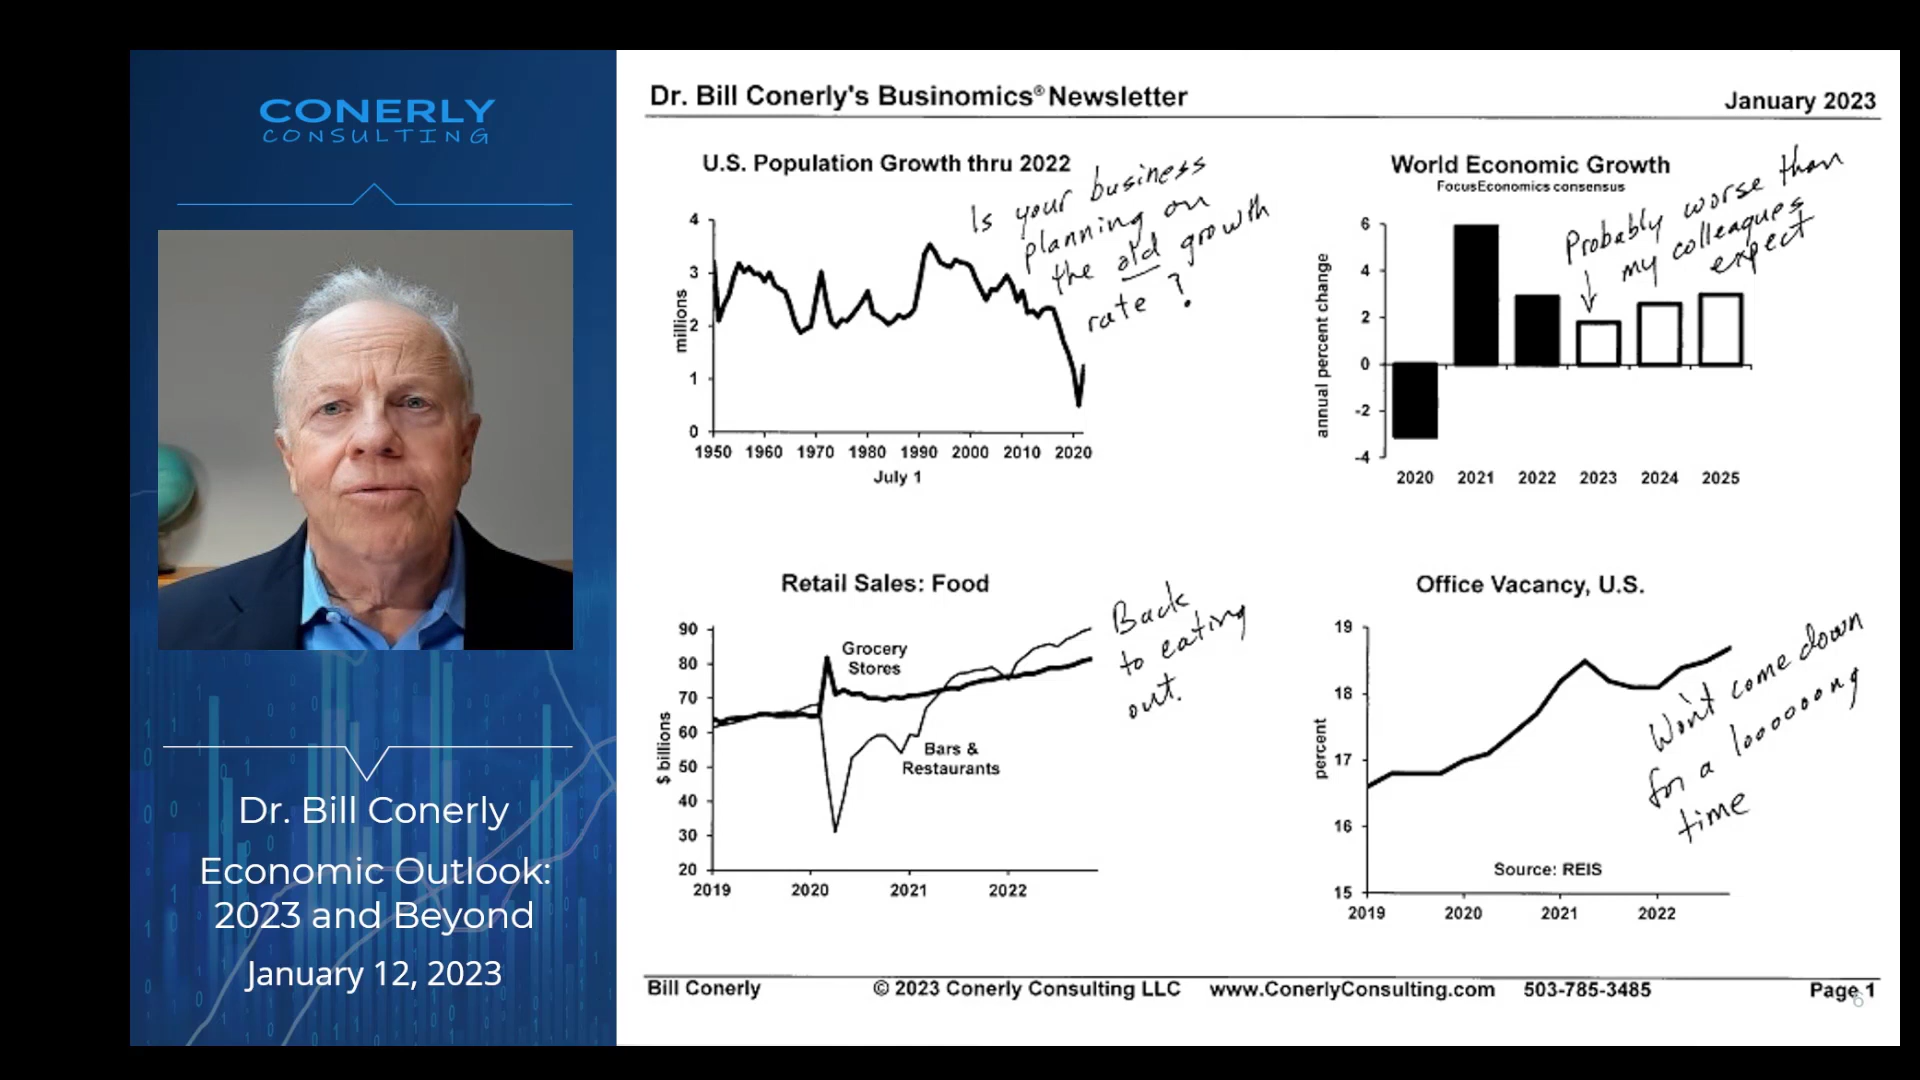 CONERLY
CONSULTING
Dr. Bill Conerly
Economic Outlook:
2023 and Beyond
January 12, 2023
Dr. Bill Conerly's Businomics® Newsletter
January 2023
U.S. Population Growth thru 2022
Is your business
planning on
the old growth
rate ?
4
3
2
1
0
millions
1950 1960 1970 1980 1990 2000 2010 2020
July 1
World Economic Growth
FocusEconomics consensus
Probably worse than
my colleagues
expect
6
4
2
0
-2
-4
annual percent change
2020 2021 2022 2023 2024 2025
Retail Sales: Food
Back
to eating
out.
90
80
70
60
50
40
30
20
$ billions
Grocery
Stores
Bars &
Restaurants
2019 2020 2021 2022
Office Vacancy, U.S.
Won't come down
for a looooooong
time
19
18
17
16
15
percent
Source: REIS
2019 2020 2021 2022
Bill Conerly © 2023 Conerly Consulting LLC www.ConerlyConsulting.com 503-785-3485 Page 1
6